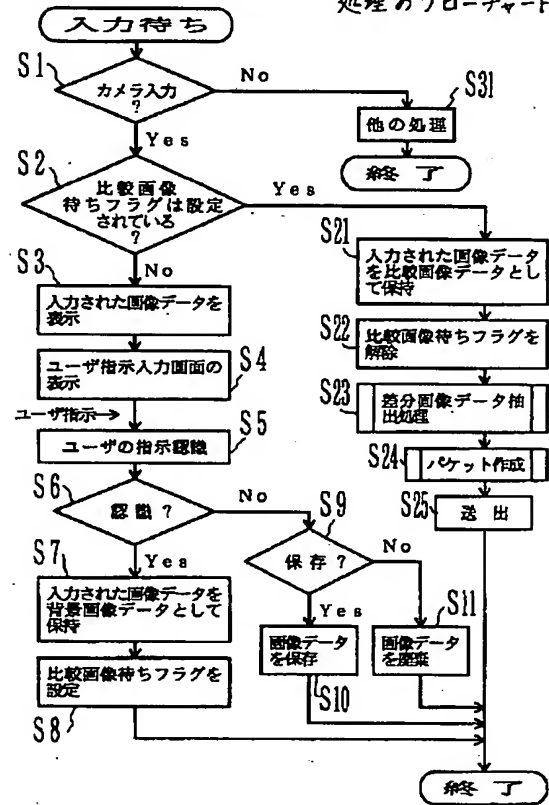 処理のフローチャート
入力待ち
S1
カメラ入力
?
No
Yes
S31
他の処理
終了
S2
比較画像
待ちフラグは設定
されている
?
Yes
No
S3
入力された画像データを
表示
S4
ユーザ指示入力画面の
表示
ユーザ指示→
S5
ユーザの指示認識
S6
認識?
No
Yes
S7
入力された画像データを
背景画像データとして
保持
S8
比較画像待ちフラグを
設定
S9
保存?
No
Yes
S10
画像データ
を保存
S11
画像データ
を廃棄
S21
入力された画像データ
を比較画像データとし
て保持
S22
比較画像待ちフラグを
解除
S23
差分画像データ抽
出処理
S24
パケット作成
S25
送出
終了